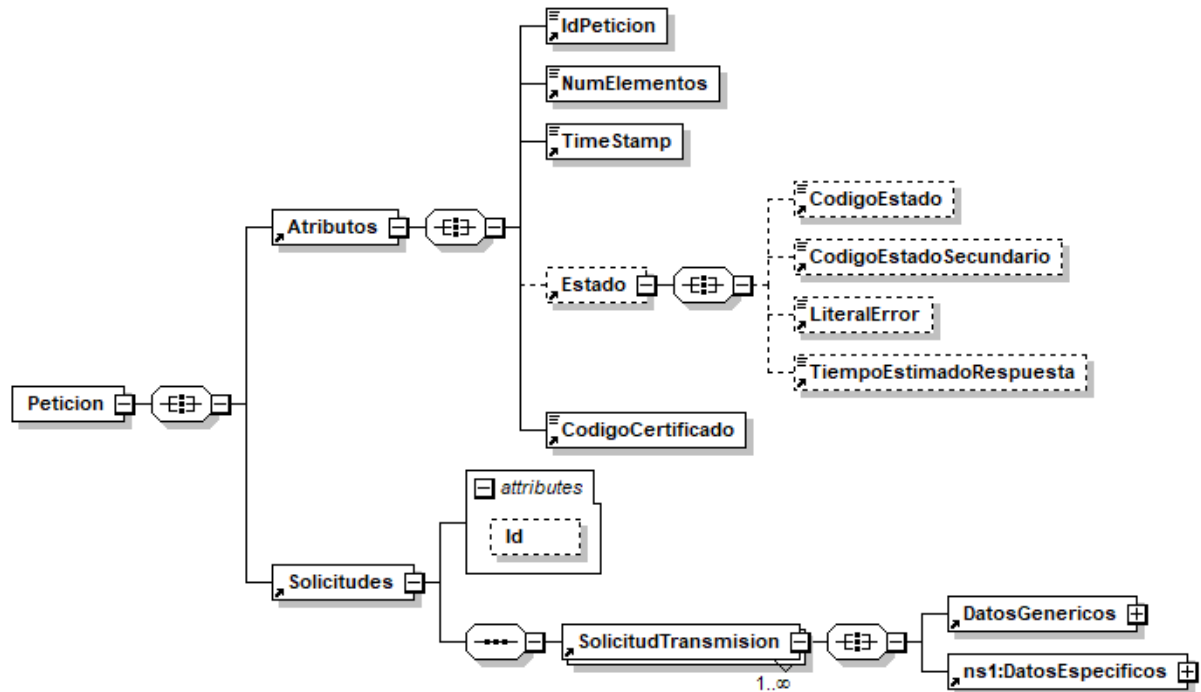 IdPeticion
NumElementos
TimeStamp
CodigoEstado
Atributos
CodigoEstadoSecundario
Estado
LiteralError
TiempoEstimadoRespuesta
Peticion
CodigoCertificado
attributes
Id
Solicitudes
DatosGenericos
SolicitudTransmision
ns1:DatosEspecificos
1..∞